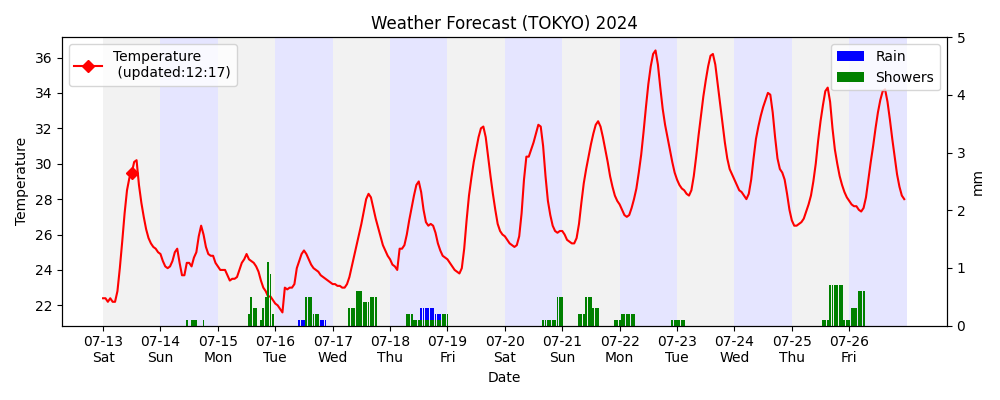 Weather Forecast (TOKYO) 2024
Temperature
(updated:12:17)
Rain
Showers
Temperature
36
34
32
30
28
26
24
22
5
4
3
2
1
0
mm
07-13 07-14 07-15 07-16 07-17 07-18 07-19 07-20 07-21 07-22 07-23 07-24 07-25 07-26
Sat Sun Mon Tue Wed Thu Fri Sat Sun Mon Tue Wed Thu Fri
Date